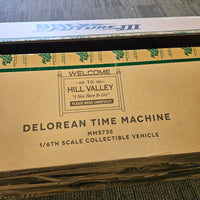 WELCOME
TO
HILL VALLEY
"A Nice Place To Live"
PLEASE DRIVE CAREFULLY
DELOREAN TIME MACHINE
MMS738
1/6TH SCALE COLLECTIBLE VEHICLE